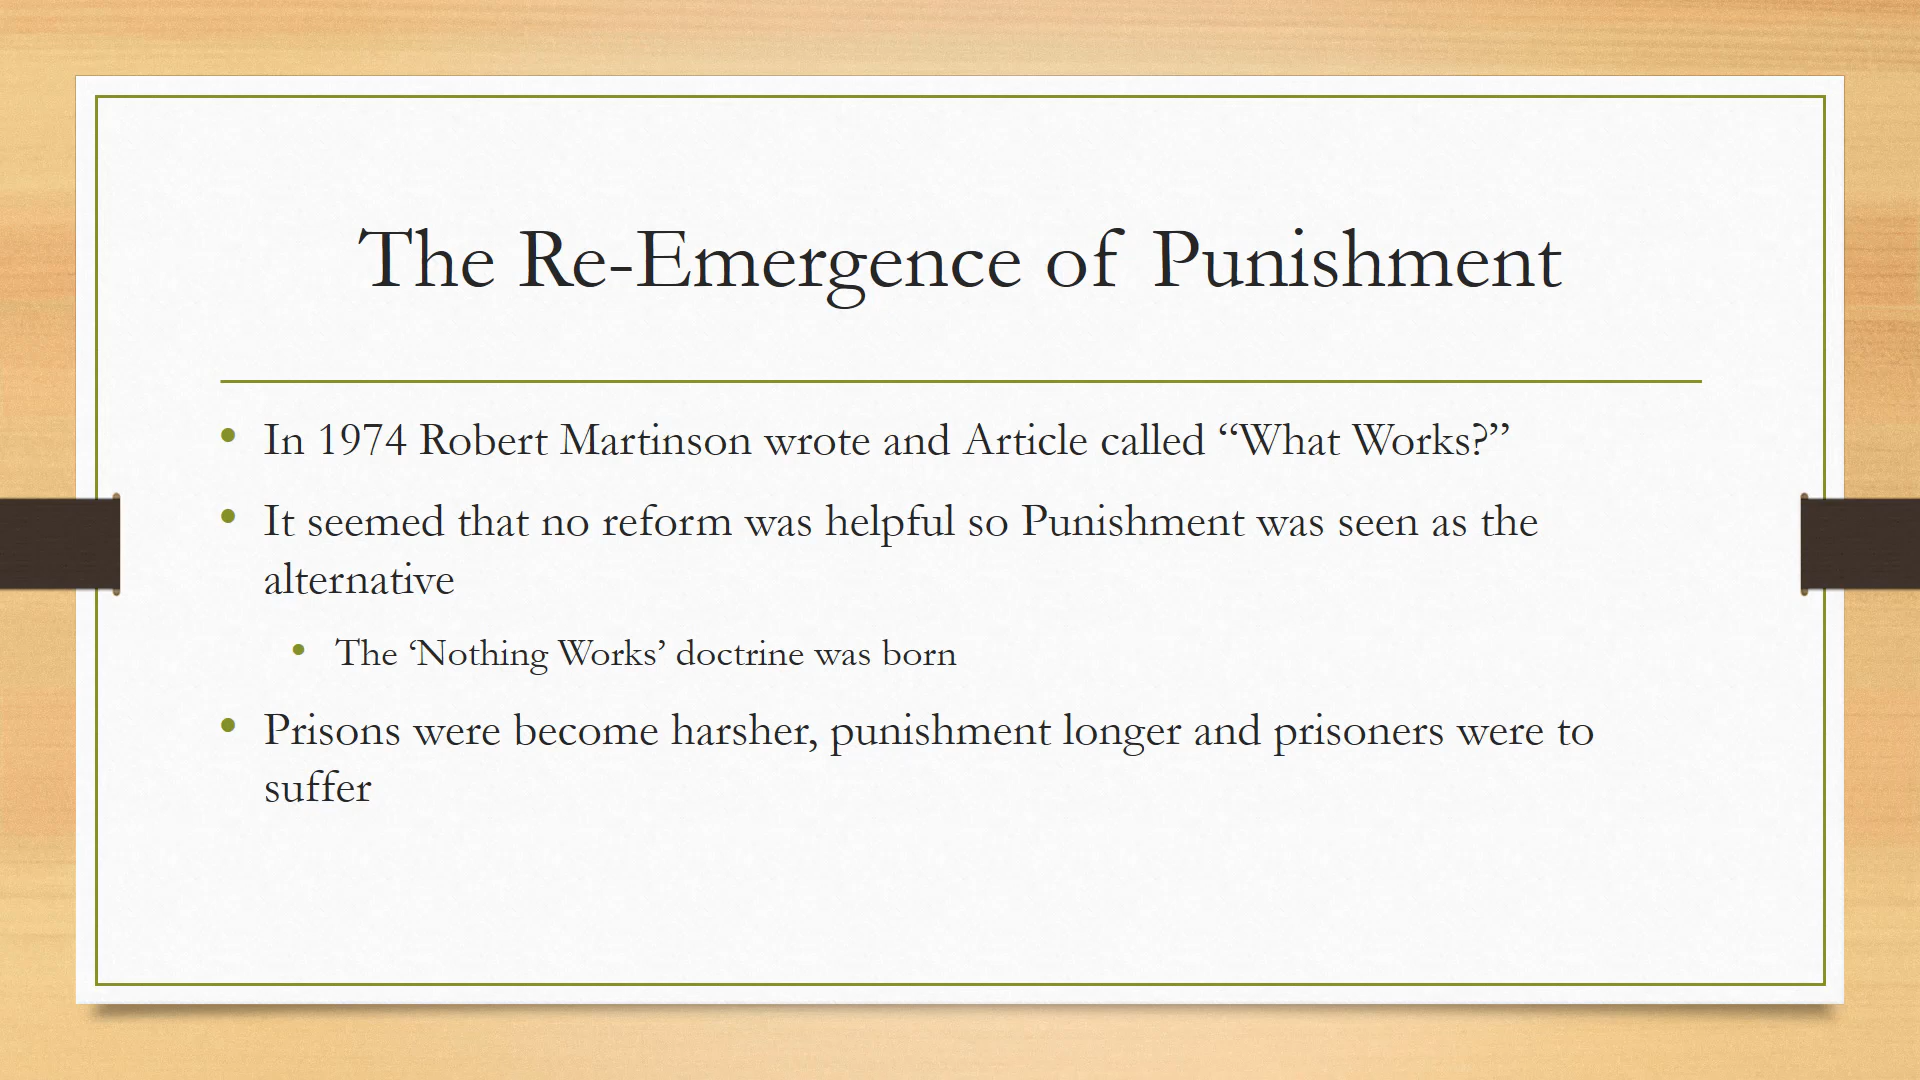 The Re-Emergence of Punishment
• In 1974 Robert Martinson wrote and Article called “What Works?”
• It seemed that no reform was helpful so Punishment was seen as the
alternative
• The ‘Nothing Works’ doctrine was born
• Prisons were become harsher, punishment longer and prisoners were to
suffer